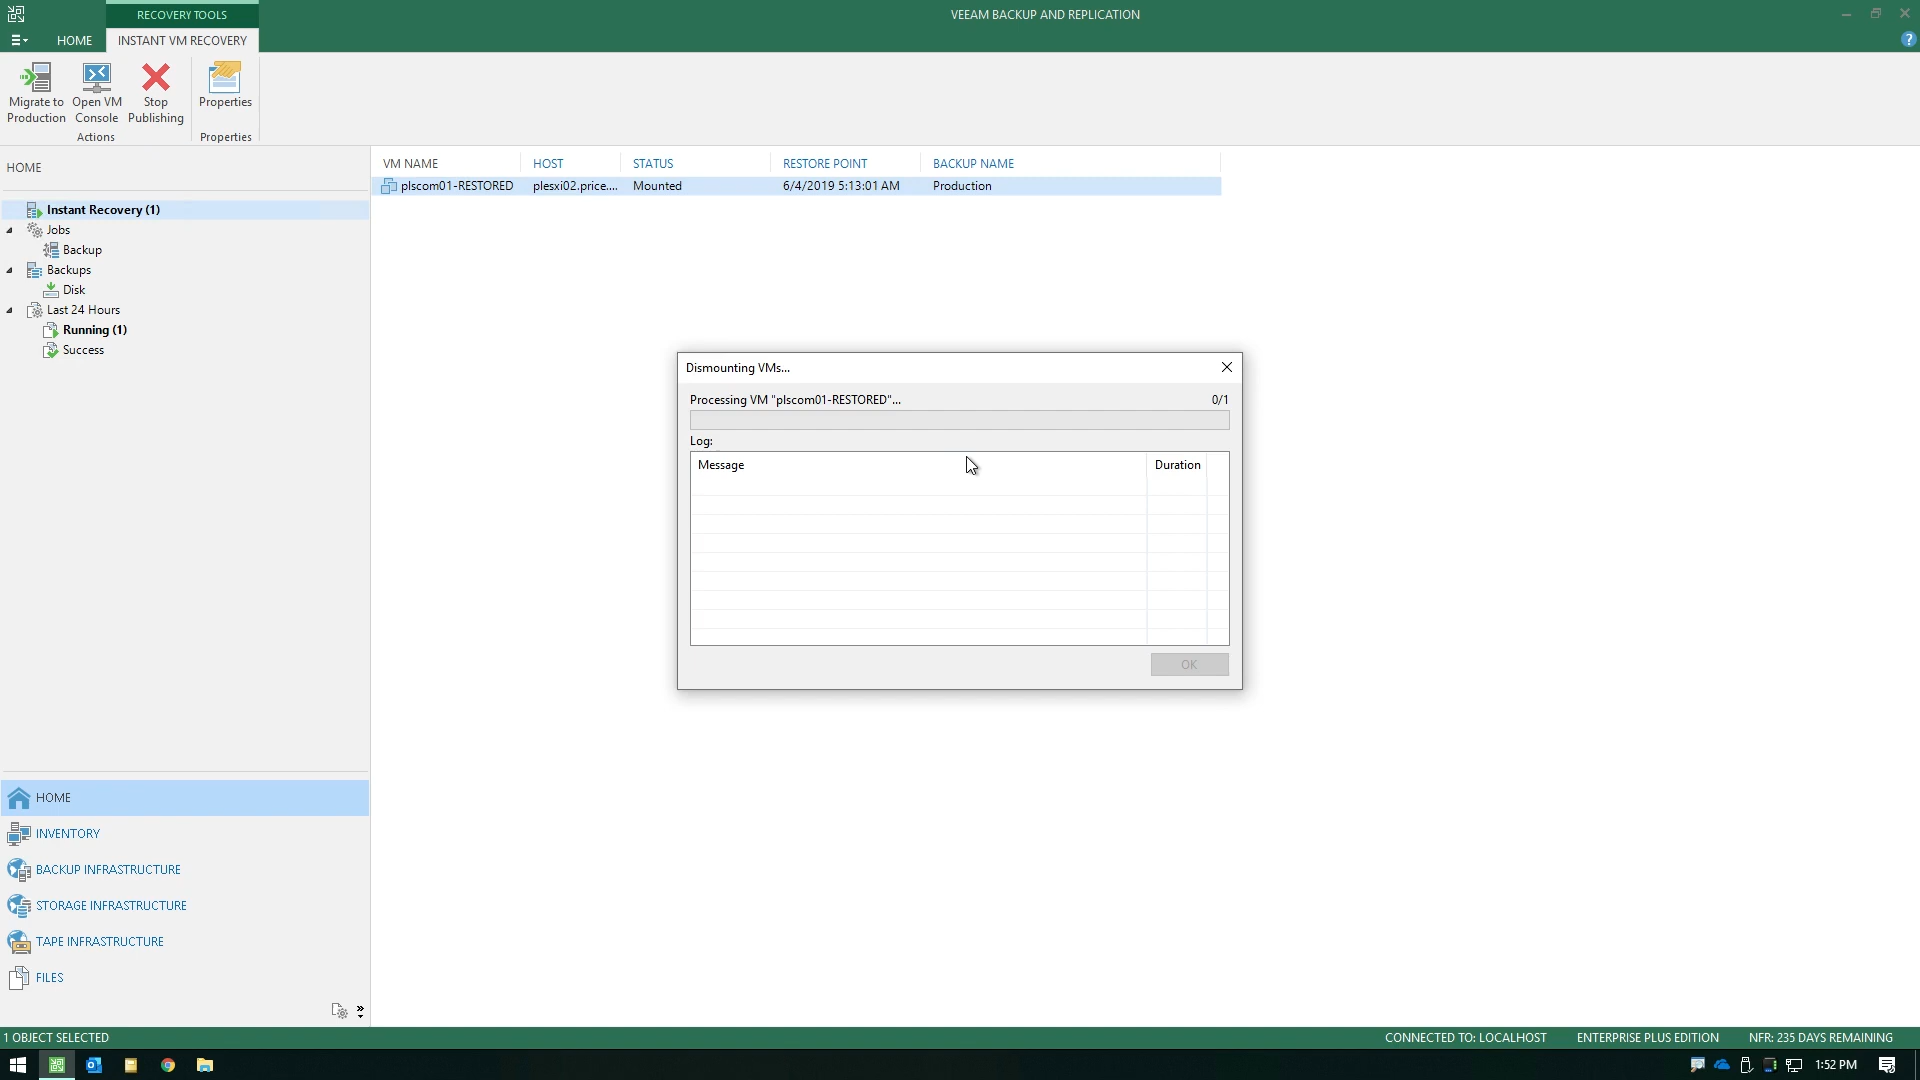 RECOVERY TOOLS
VEEAM BACKUP AND REPLICATION
HOME
INSTANT VM RECOVERY
?
Migrate to Production
Open VM Console
Stop Publishing
Properties
Actions
Properties
HOME
VM NAME HOST STATUS RESTORE POINT BACKUP NAME
plscom01-RESTORED plesxi02.price.... Mounted 6/4/2019 5:13:01 AM Production
Instant Recovery (1)
Jobs
Backup
Backups
Disk
Last 24 Hours
Running (1)
Success
Dismounting VMs...
Processing VM "plscom01-RESTORED"... 0/1
Log:
Message Duration
OK
HOME
INVENTORY
BACKUP INFRASTRUCTURE
STORAGE INFRASTRUCTURE
TAPE INFRASTRUCTURE
FILES
1 OBJECT SELECTED
CONNECTED TO: LOCALHOST ENTERPRISE PLUS EDITION NFR: 235 DAYS REMAINING
1:52 PM